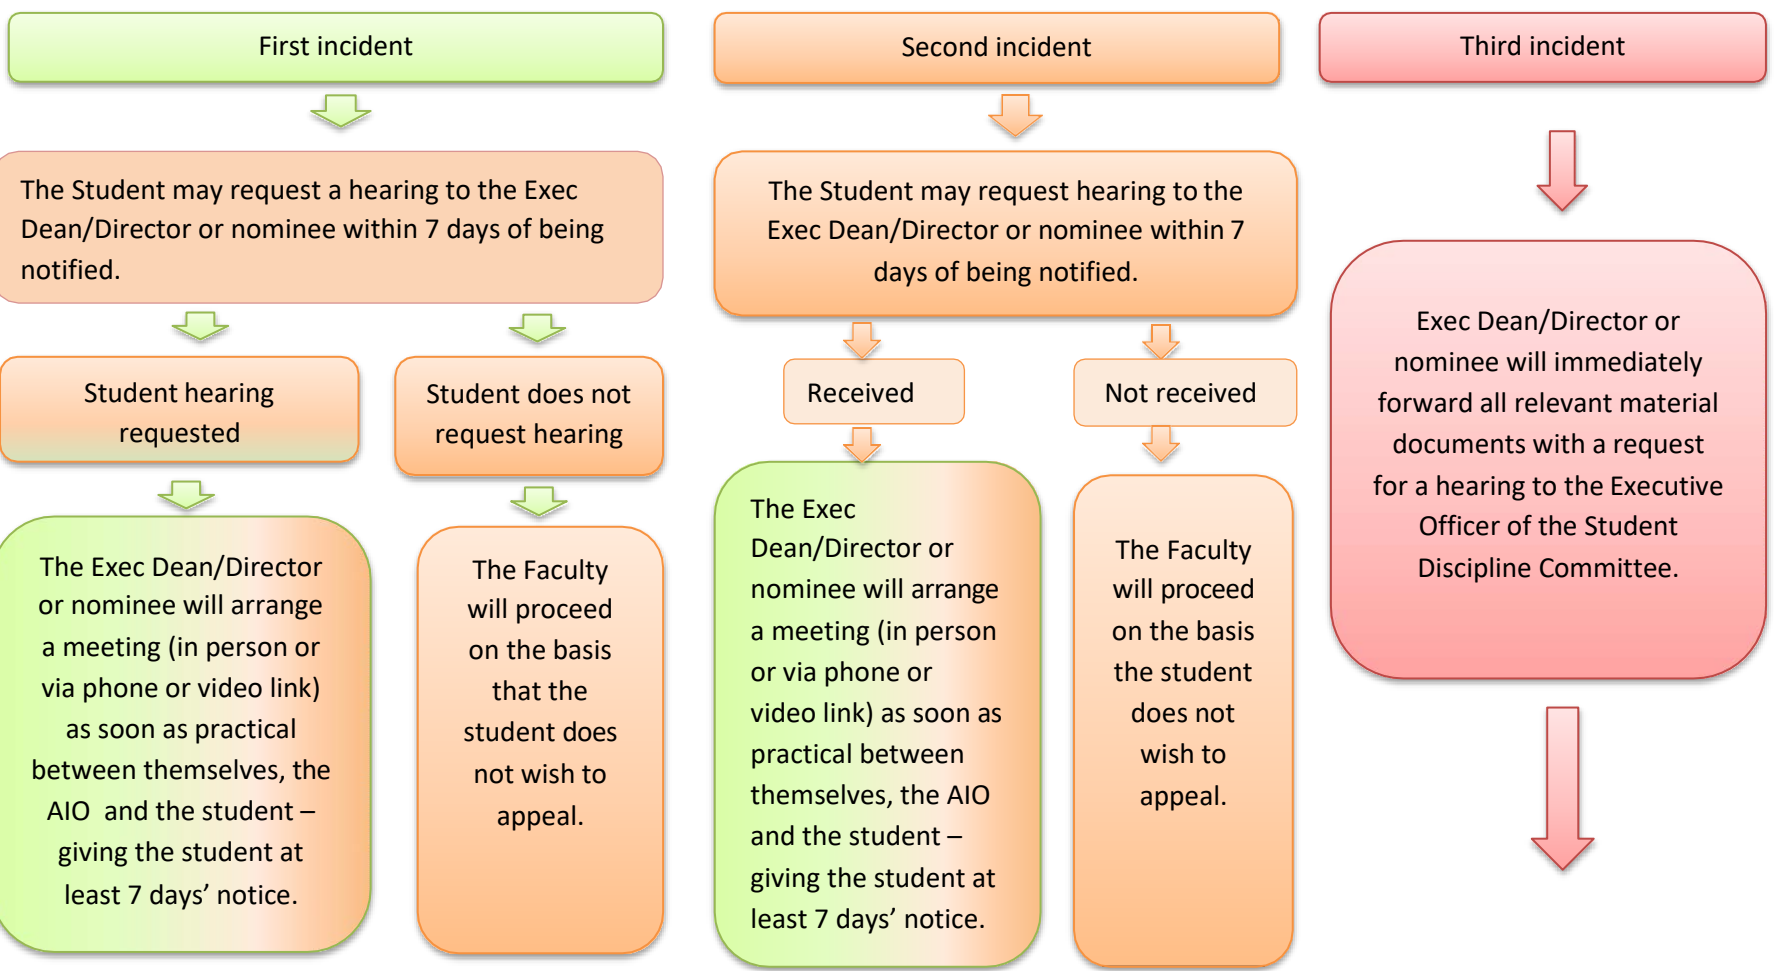 First incident
The Student may request a hearing to the Exec
Dean/Director or nominee within 7 days of being
notified.
Student hearing
requested
Student does not
request hearing
The Exec Dean/Director
or nominee will arrange
a meeting (in person or
via phone or video link)
as soon as practical
between themselves, the
AIO and the student –
giving the student at
least 7 days’ notice.
The Faculty
will proceed
on the basis
that the
student does
not wish to
appeal.
Second incident
The Student may request hearing to the
Exec Dean/Director or nominee within 7
days of being notified.
Received
Not received
The Exec
Dean/Director or
nominee will arrange
a meeting (in person
or via phone or
video link) as soon as
practical between
themselves, the AIO
and the student –
giving the student at
least 7 days’ notice.
The Faculty
will proceed
on the basis
the student
does not
wish to
appeal.
Third incident
Exec Dean/Director or
nominee will immediately
forward all relevant material
documents with a request
for a hearing to the Executive
Officer of the Student
Discipline Committee.